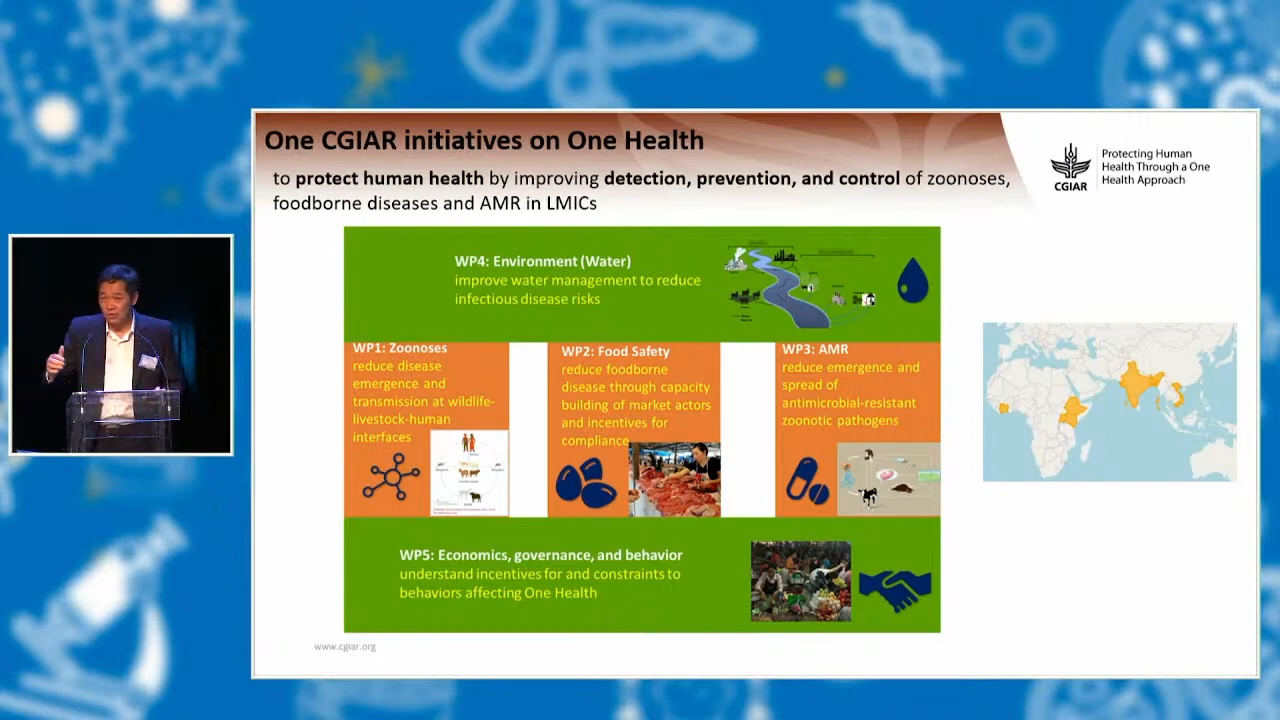 One CGIAR initiatives on One Health
to protect human health by improving detection, prevention, and control of zoonoses,
foodborne diseases and AMR in LMICs
CGIAR
Protecting Human
Health Through a One
Health Approach
WP4: Environment (Water)
improve water management to reduce
infectious disease risks
WP1: Zoonoses
reduce disease
emergence and
transmission at wildlife-
livestock-human
interfaces
WP2: Food Safety
reduce foodborne
disease through capacity
building of market actors
and incentives for
compliance
WP3: AMR
reduce emergence and
spread of
antimicrobial-resistant
zoonotic pathogens
WP5: Economics, governance, and behavior
understand incentives for and constraints to
behaviors affecting One Health
www.cgiar.org